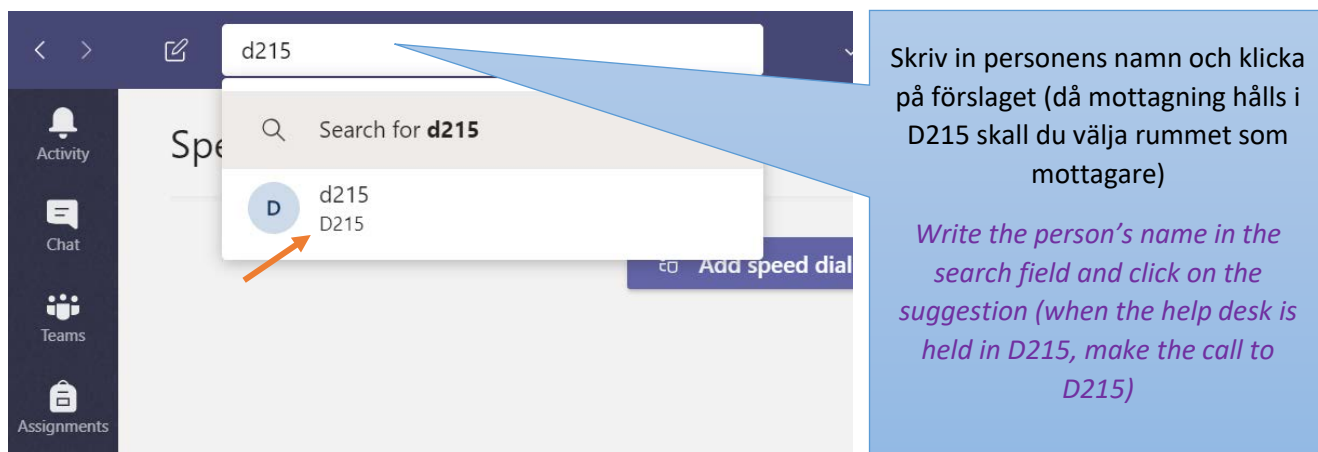 d215
Search for d215
d215
D
D215
Activity
Spe
Chat
Add speed dial
Teams
Assignments
Skriv in personens namn och klicka
på förslaget (då mottagning hålls i
D215 skall du välja rummet som
mottagare)
Write the person's name in the
search field and click on the
suggestion (when the help desk is
held in D215, make the call to
D215)